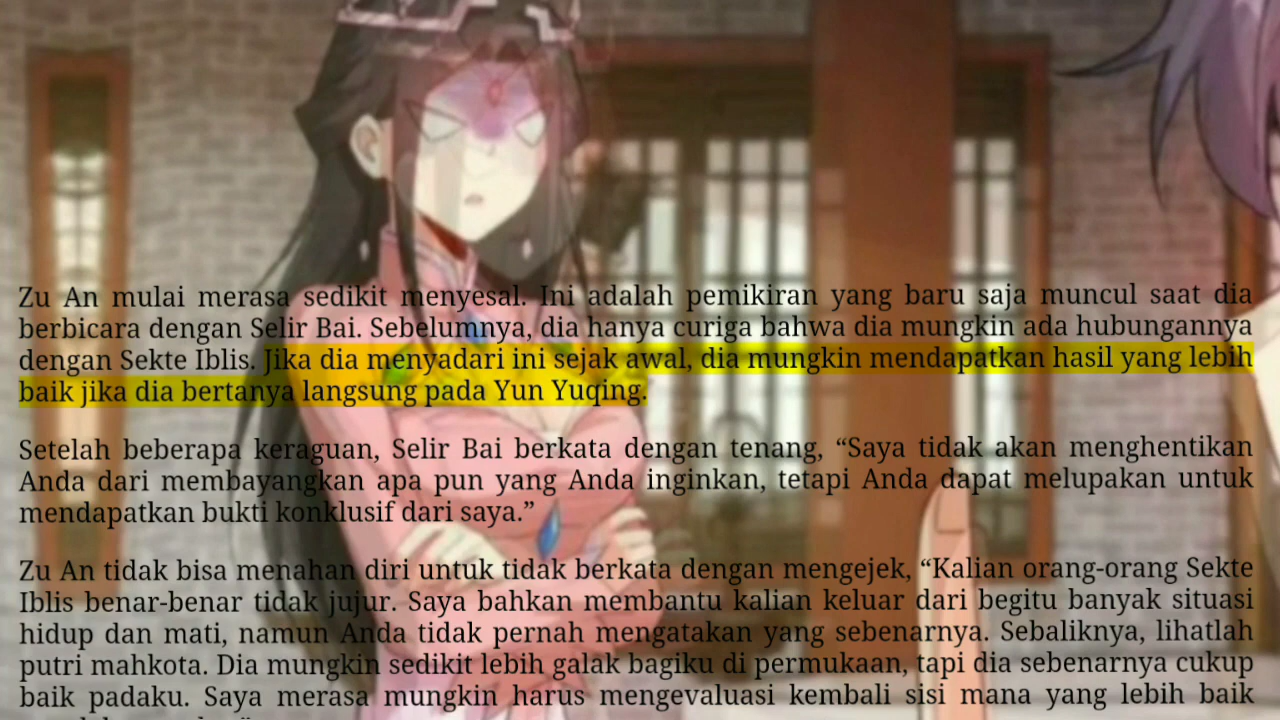 Zu An mulai merasa sedikit menyesal. Ini adalah pemikiran yang baru saja muncul saat dia
berbicara dengan Selir Bai. Sebelumnya, dia hanya curiga bahwa dia mungkin ada hubungannya
dengan Sekte Iblis. Jika dia menyadari ini sejak awal, dia mungkin mendapatkan hasil yang lebih
baik jika dia bertanya langsung pada Yun Yuqing.
Setelah beberapa keraguan, Selir Bai berkata dengan tenang, “Saya tidak akan menghentikan
Anda dari membayangkan apa pun yang Anda inginkan, tetapi Anda dapat melupakan untuk
mendapatkan bukti konklusif dari saya.”
Zu An tidak bisa menahan diri untuk tidak berkata dengan mengejek, “Kalian orang-orang Sekte
Iblis benar-benar tidak jujur. Saya bahkan membantu kalian keluar dari begitu banyak situasi
hidup dan mati, namun Anda tidak pernah mengatakan yang sebenarnya. Sebaliknya, lihatlah
putri mahkota. Dia mungkin sedikit lebih galak bagiku di permukaan, tapi dia sebenarnya cukup
baik padaku. Saya merasa mungkin harus mengevaluasi kembali sisi mana yang lebih baik